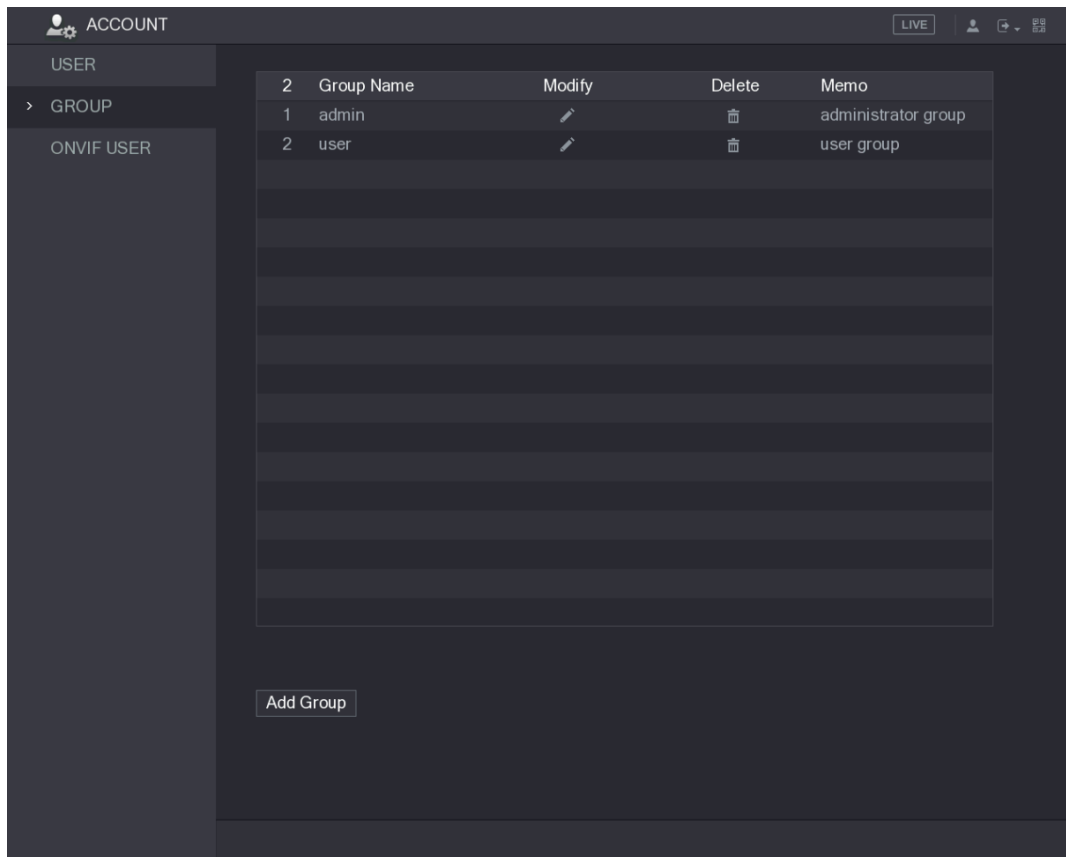 ACCOUNT LIVE
USER
GROUP
ONVIF USER
2 Group Name Modify Delete Memo
1 admin administrator group
2 user user group
Add Group